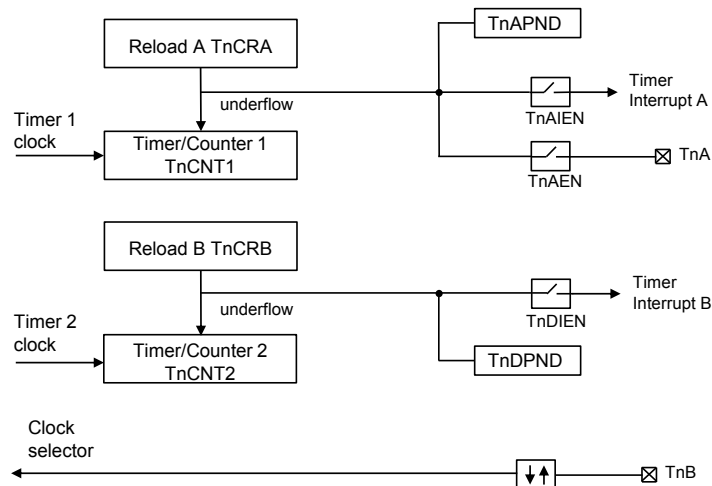 Reload A TnCRA
TnAPND
underflow
Timer
Interrupt A
TnAIEN
Timer 1
clock
Timer/Counter 1
TnCNT1
TnA
TnAEN
Reload B TnCRB
underflow
Timer
Interrupt B
TnDIEN
Timer 2
clock
Timer/Counter 2
TnCNT2
TnDPND
Clock
selector
TnB